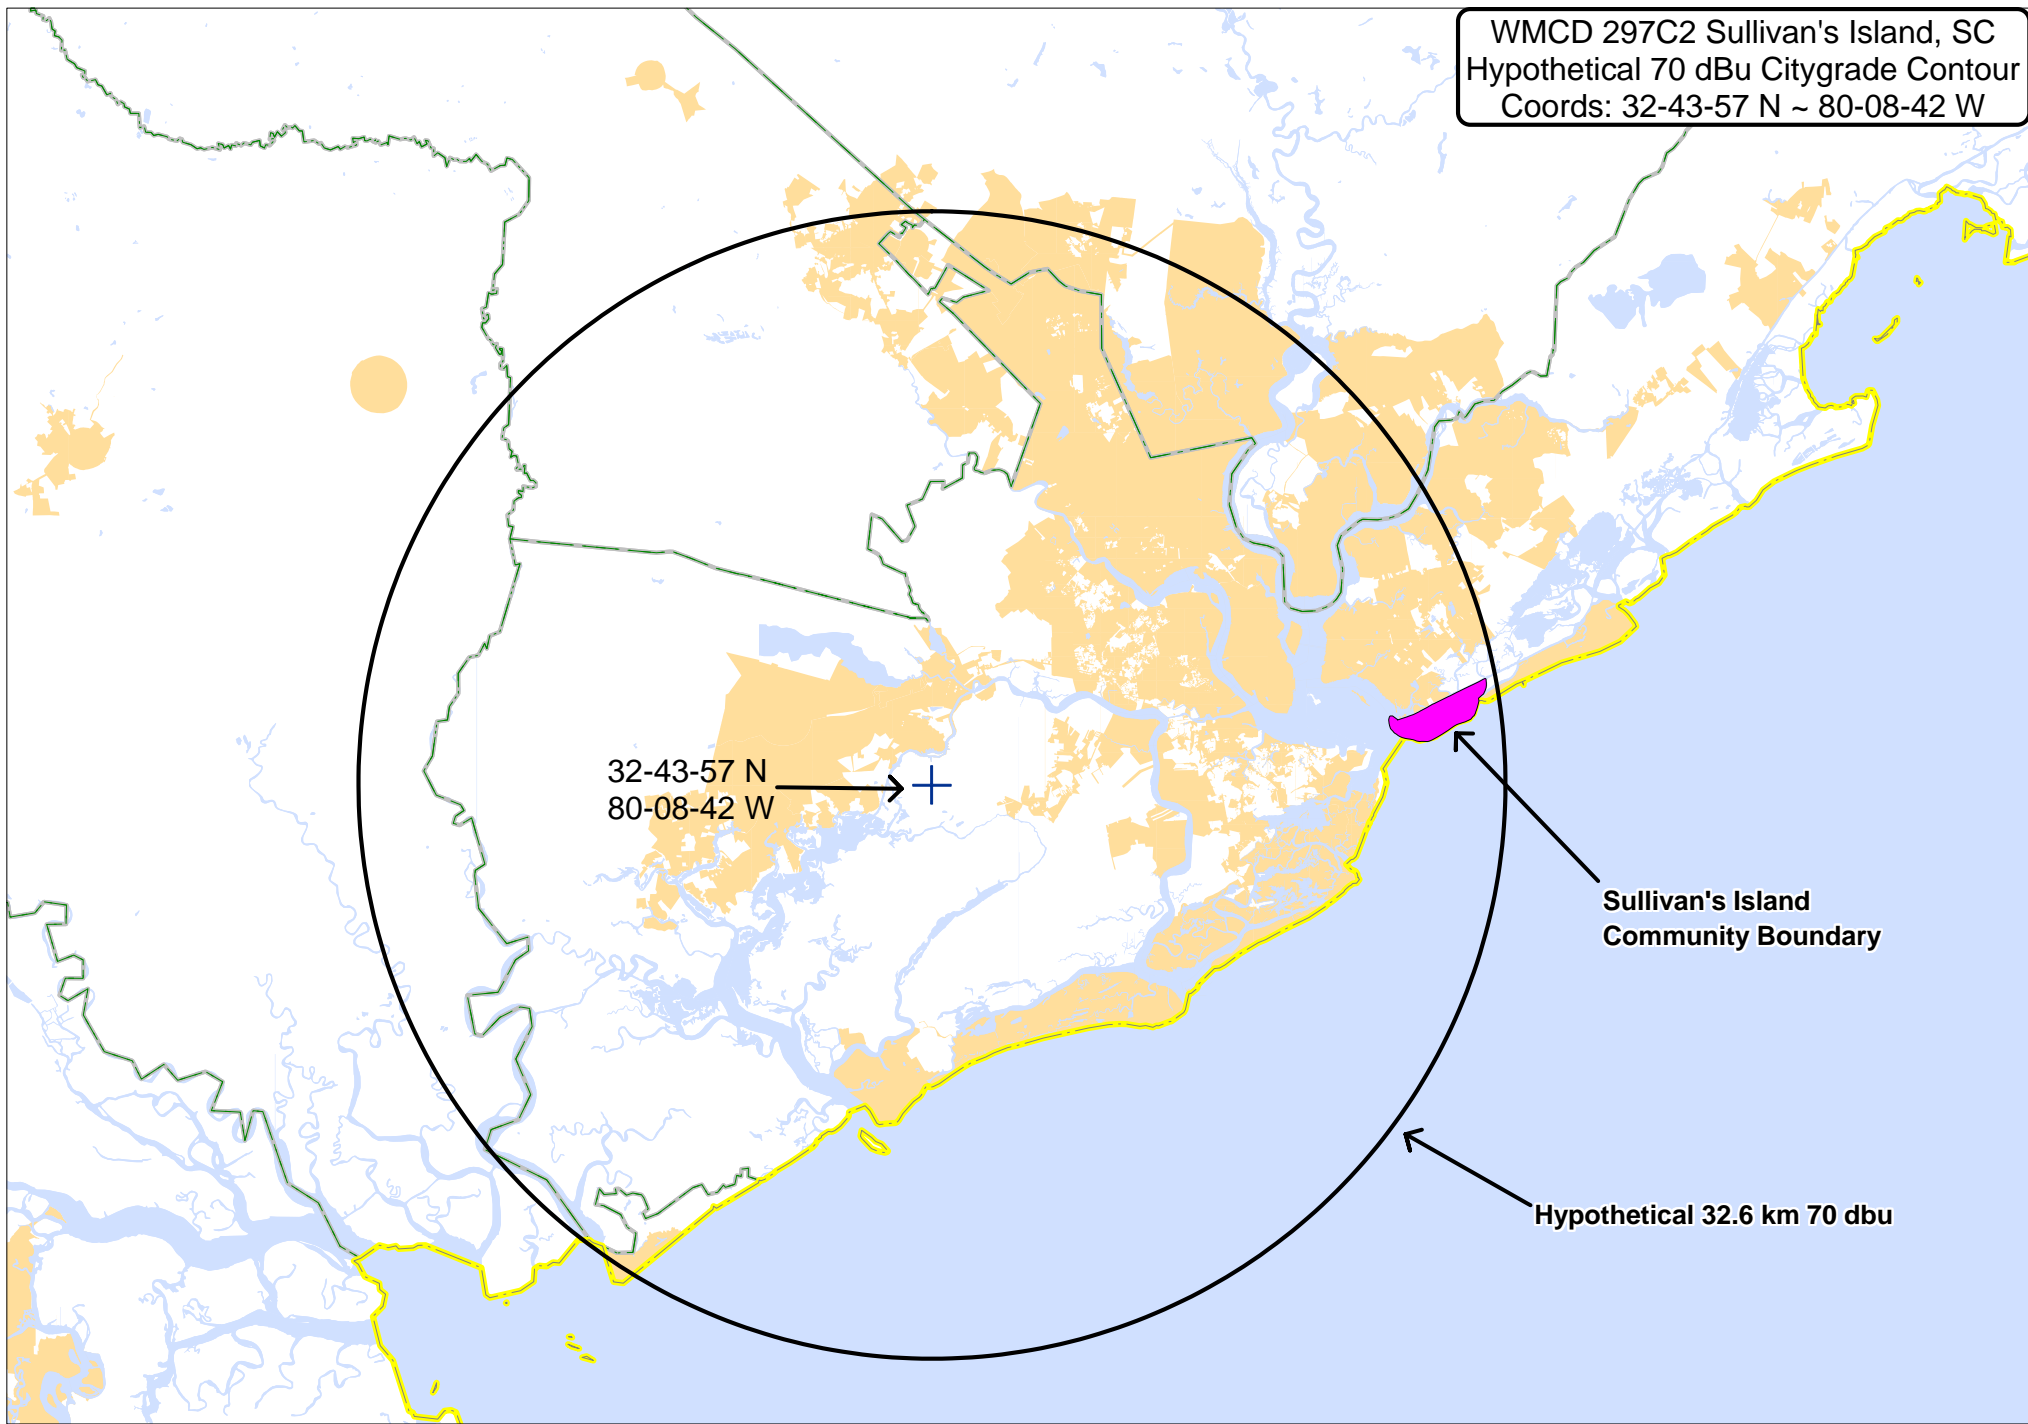 WMCD 297C2 Sullivan's Island, SC
Hypothetical 70 dBu Citygrade Contour
Coords: 32-43-57 N ~ 80-08-42 W
32-43-57 N
80-08-42 W
Sullivan's Island
Community Boundary
Hypothetical 32.6 km 70 dbu